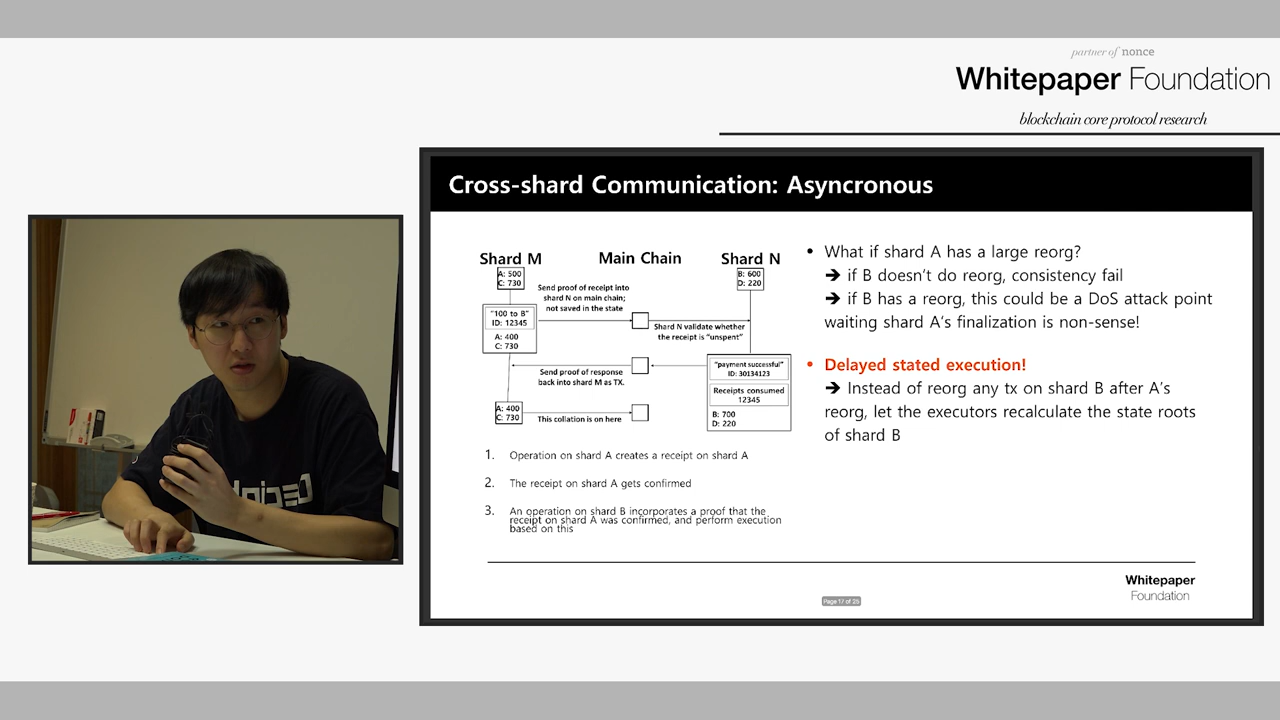 partner of nonce
Whitepaper Foundation
blockchain core protocol research
Cross-shard Communication: Asyncronous
Shard M
Main Chain
Shard N
A: 500
C: 730
B: 600
D: 220
Send proof of receipt into
shard N on main chain;
not saved in the state
"100 to B"
ID: 12345
A: 400
C: 730
Shard N validate whether
the receipt is "unspent"
"payment successful"
ID: 30134123
Receipts consumed
12345
B: 700
D: 220
Send proof of response
back into shard M as TX.
A: 400
C: 730
This collation is on here
1. Operation on shard A creates a receipt on shard A
2. The receipt on shard A gets confirmed
3. An operation on shard B incorporates a proof that the
receipt on shard A was confirmed, and perform execution
based on this
• What if shard A has a large reorg?
➔ if B doesn't do reorg, consistency fail
➔ if B has a reorg, this could be a DoS attack point
waiting shard A's finalization is non-sense!
• Delayed stated execution!
➔ Instead of reorg any tx on shard B after A's
reorg, let the executors recalculate the state roots
of shard B
Whitepaper
Foundation
Page 17 of 25